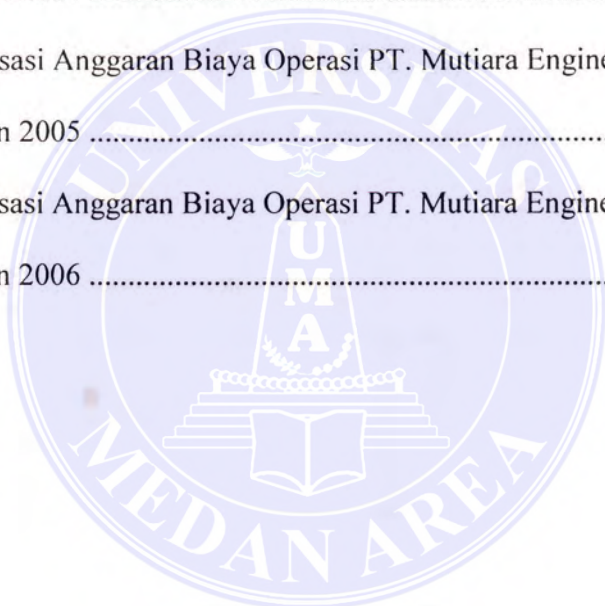 sasi Anggaran Biaya Operasi PT. Mutiara Engine
n 2005 ........................................................................................
sasi Anggaran Biaya Operasi PT. Mutiara Engine
n 2006 ........................................................................................
UNIVERSITAS
UMA
MEDAN AREA